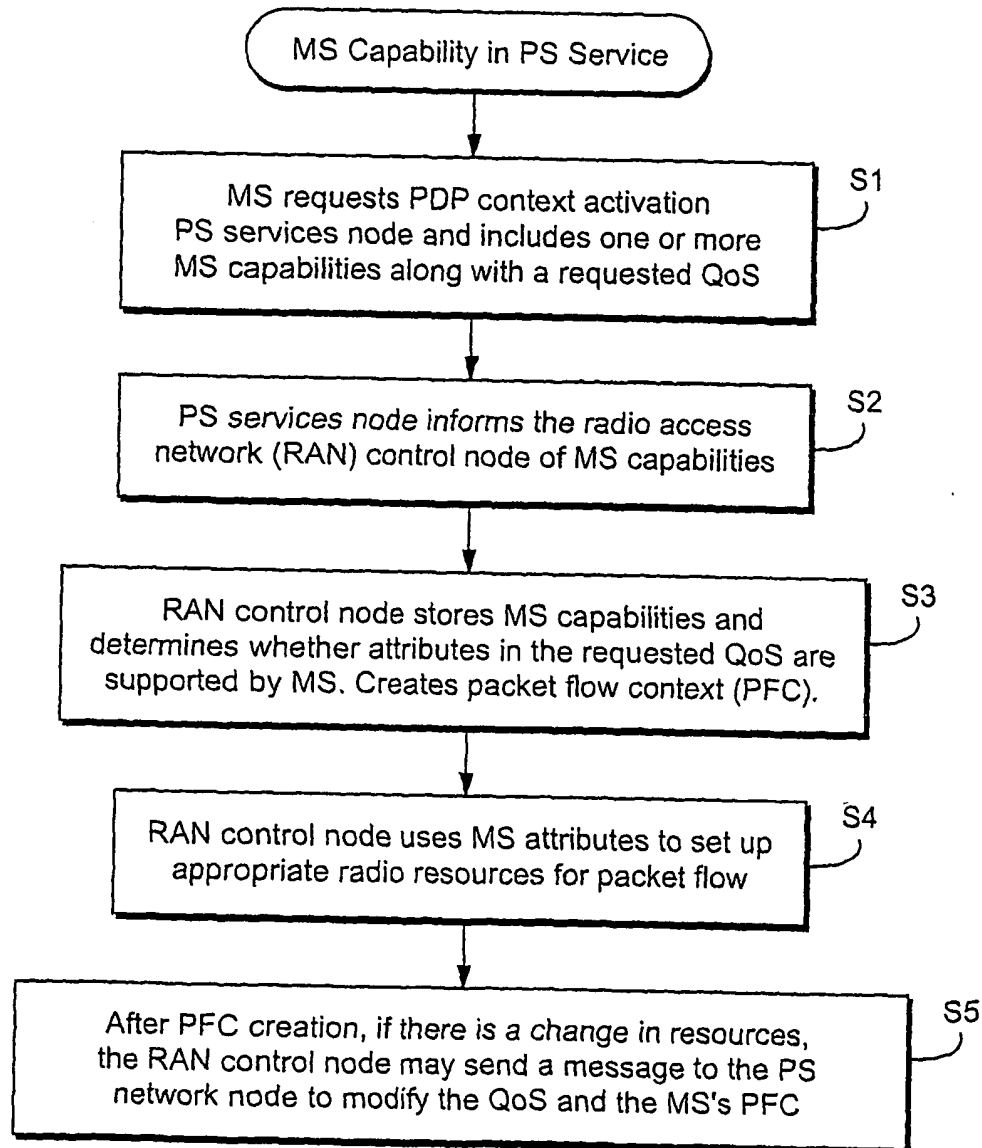 MS Capability in PS Service
S1
MS requests PDP context activation
PS services node and includes one or more
MS capabilities along with a requested QoS
S2
PS services node informs the radio access
network (RAN) control node of MS capabilities
S3
RAN control node stores MS capabilities and
determines whether attributes in the requested QoS are
supported by MS. Creates packet flow context (PFC).
S4
RAN control node uses MS attributes to set up
appropriate radio resources for packet flow
S5
After PFC creation, if there is a change in resources,
the RAN control node may send a message to the PS
network node to modify the QoS and the MS's PFC